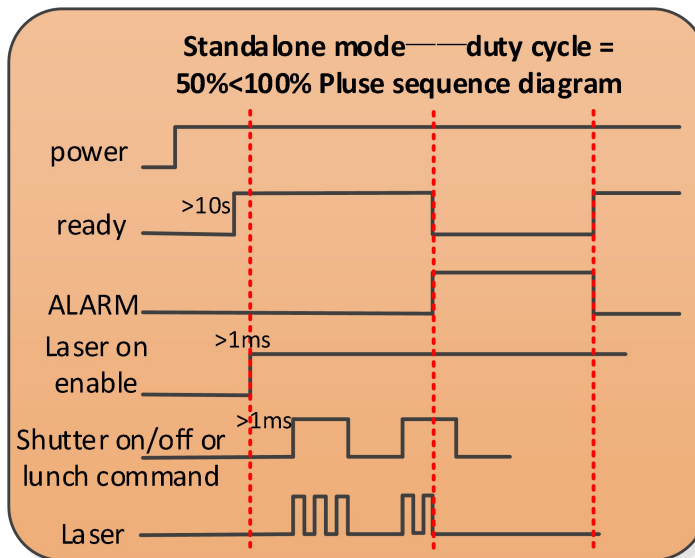 Standalone mode——duty cycle =
50%<100% Pluse sequence diagram
power
>10s
ready
ALARM
>1ms
Laser on
enable
>1ms
Shutter on/off or
lunch command
Laser